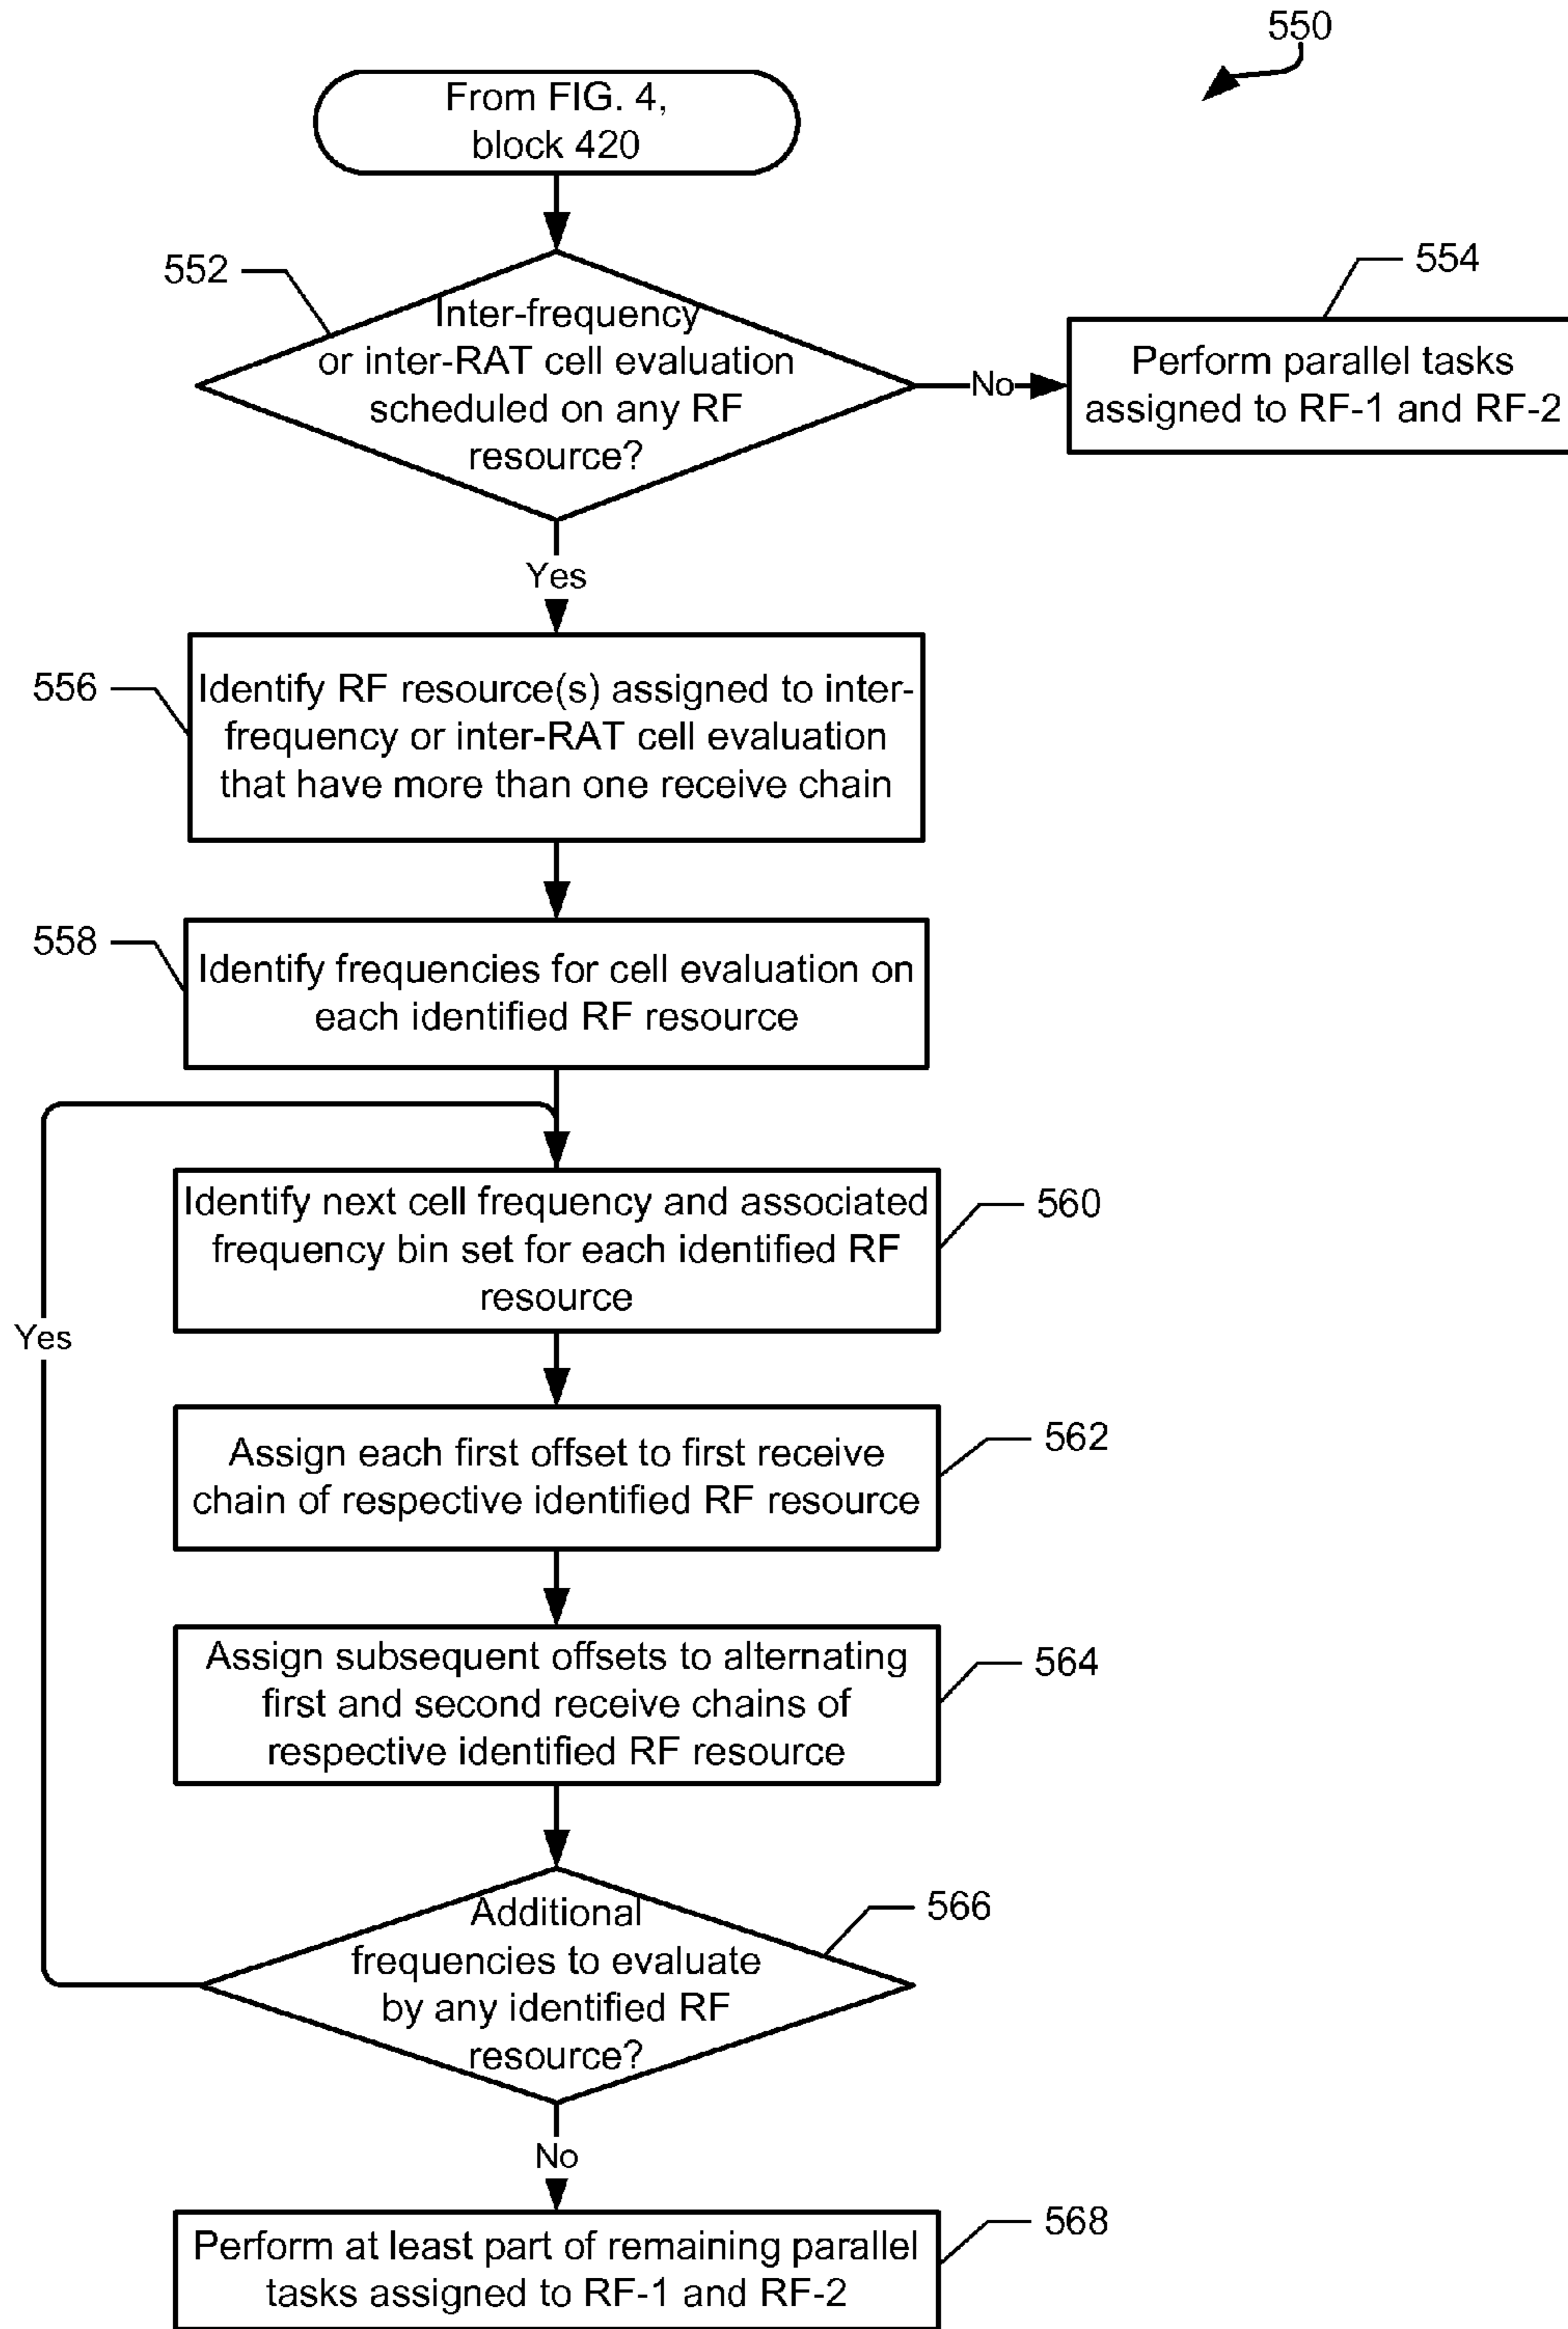 550
From FIG. 4,
block 420
552
Inter-frequency
or inter-RAT cell evaluation
scheduled on any RF
resource?
No
554
Perform parallel tasks
assigned to RF-1 and RF-2
Yes
556
Identify RF resource(s) assigned to inter-
frequency or inter-RAT cell evaluation
that have more than one receive chain
558
Identify frequencies for cell evaluation on
each identified RF resource
Identify next cell frequency and associated
frequency bin set for each identified RF
resource
560
Yes
Assign each first offset to first receive
chain of respective identified RF resource
562
Assign subsequent offsets to alternating
first and second receive chains of
respective identified RF resource
564
Additional
frequencies to evaluate
by any identified RF
resource?
566
No
Perform at least part of remaining parallel
tasks assigned to RF-1 and RF-2
568